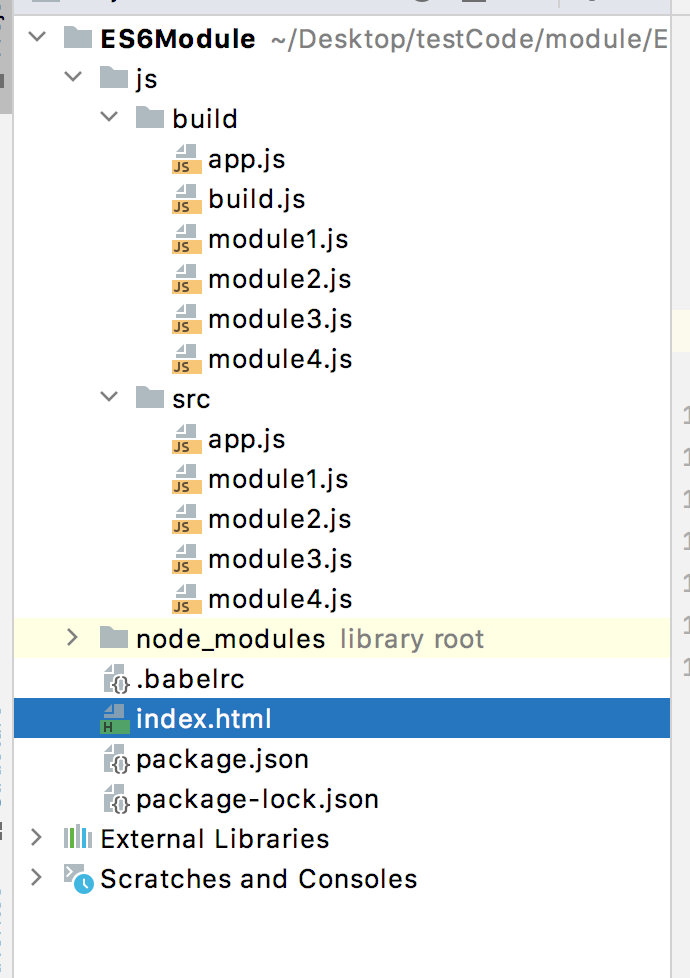 ES6Module ~/Desktop/testCode/module/E
js
build
JS app.js
JS build.js
JS module1.js
JS module2.js
JS module3.js
JS module4.js
src
JS app.js
JS module1.js
JS module2.js
JS module3.js
JS module4.js
node_modules library root
{} .babelrc
H index.html
{} package.json
{} package-lock.json
External Libraries
Scratches and Consoles